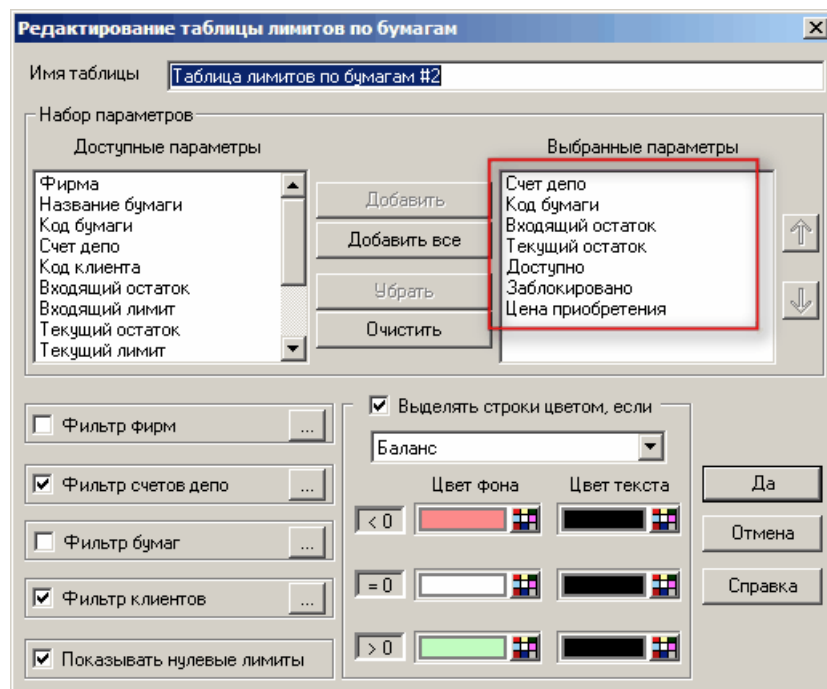 Редактирование таблицы лимитов по бумагам
Имя таблицы
Таблица лимитов по бумагам #2
Набор параметров
Доступные параметры
Выбранные параметры
Фирма
Название бумаги
Код бумаги
Счет депо
Код клиента
Входящий остаток
Входящий лимит
Текущий остаток
Текущий лимит
Добавить
Добавить все
Убрать
Очистить
Счет депо
Код бумаги
Входящий остаток
Текущий остаток
Доступно
Заблокировано
Цена приобретения
Фильтр фирм
...
Фильтр счетов депо
...
Фильтр бумаг
...
Фильтр клиентов
...
Показывать нулевые лимиты
Выделять строки цветом, если
Баланс
Цвет фона
Цвет текста
< 0
= 0
> 0
Да
Отмена
Справка